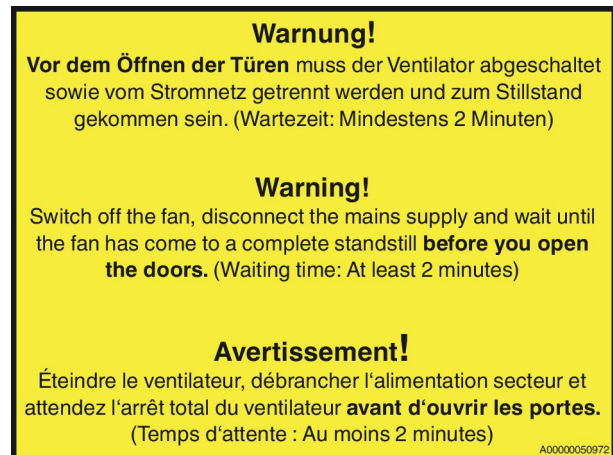 Warnung!
Vor dem Öffnen der Türen muss der Ventilator abgeschaltet
sowie vom Stromnetz getrennt werden und zum Stillstand
gekommen sein. (Wartezeit: Mindestens 2 Minuten)
Warning!
Switch off the fan, disconnect the mains supply and wait until
the fan has come to a complete standstill before you open
the doors. (Waiting time: At least 2 minutes)
Avertissement!
Éteindre le ventilateur, débrancher l‘alimentation secteur et
attendez l‘arrêt total du ventilateur avant d‘ouvrir les portes.
(Temps d‘attente : Au moins 2 minutes)
A00000050972